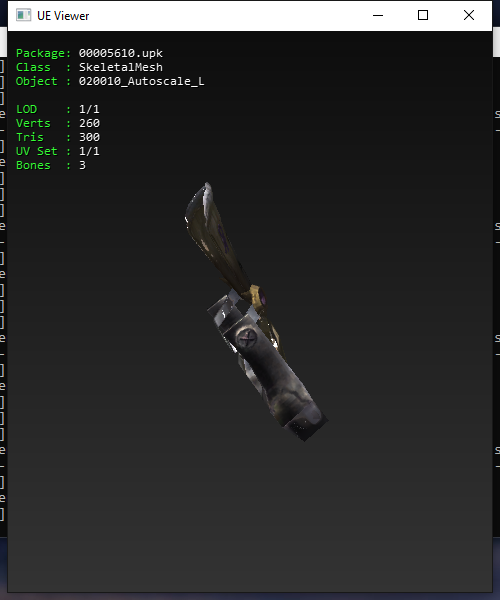 UE Viewer
Package: 00005610.upk
Class : SkeletalMesh
Object : 020010_Autoscale_L
LOD : 1/1
Verts : 260
Tris : 300
UV Set : 1/1
Bones : 3